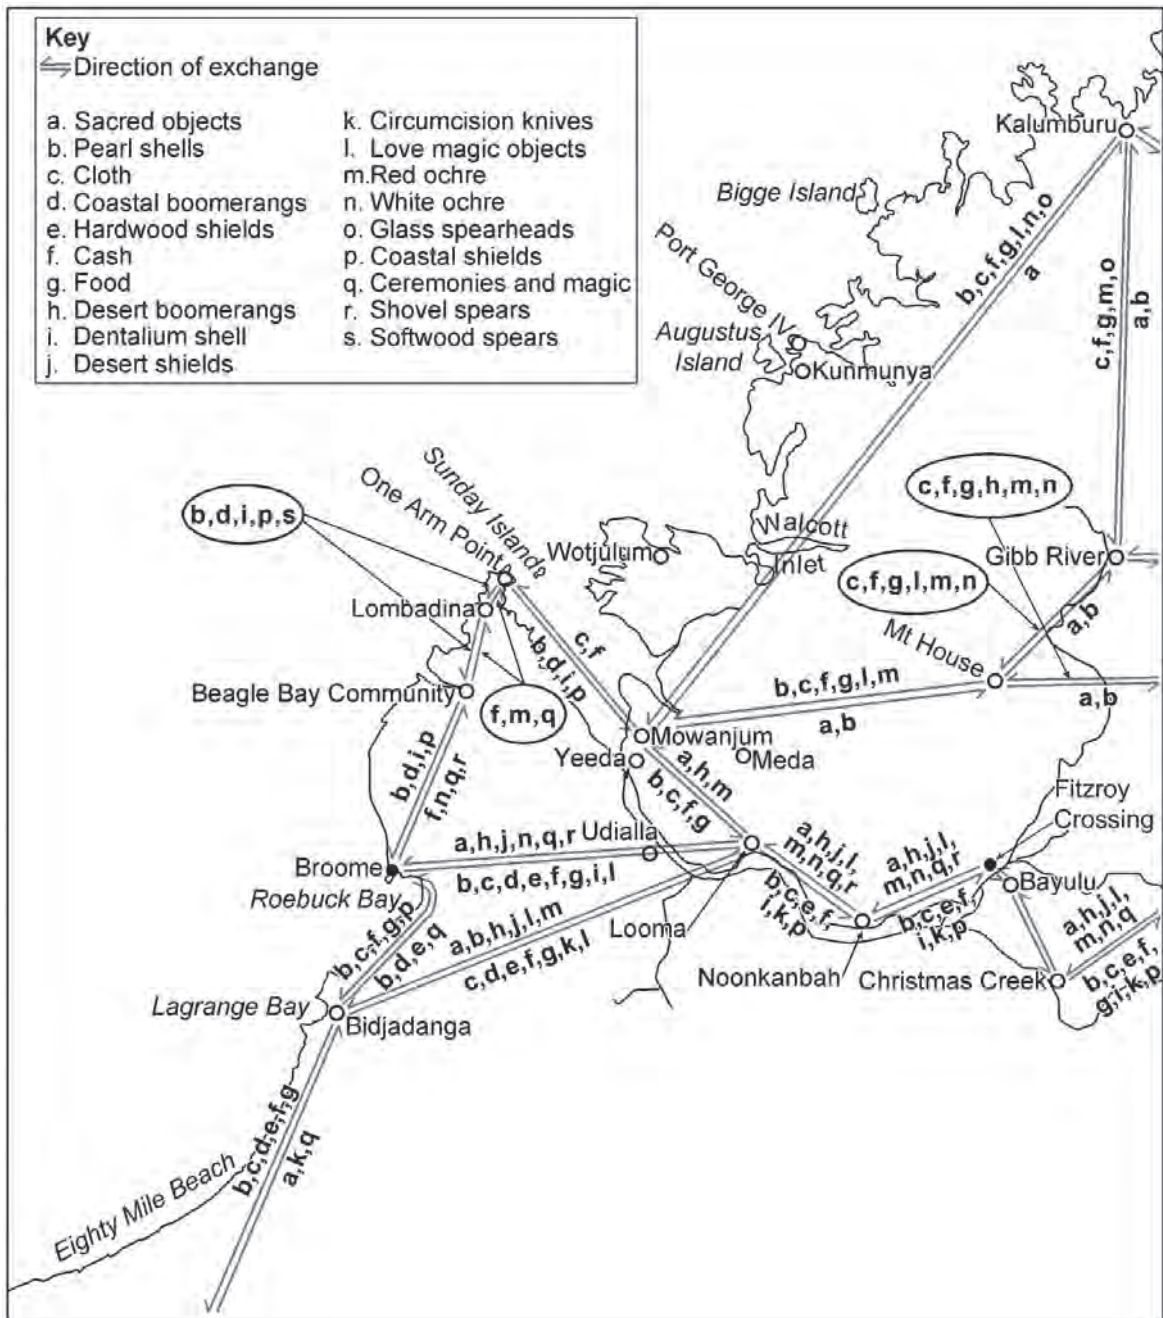 Key
Direction of exchange
a. Sacred objects
b. Pearl shells
c. Cloth
d. Coastal boomerangs
e. Hardwood shields
f. Cash
g. Food
h. Desert boomerangs
i. Dentalium shell
j. Desert shields
k. Circumcision knives
l. Love magic objects
m.Red ochre
n. White ochre
o. Glass spearheads
p. Coastal shields
q. Ceremonies and magic
r. Shovel spears
s. Softwood spears
Kalumburu
Bigge Island
b,c,f,g,l,n,o
a
c,f,g,m,o
a,b
Port George IV
Augustus
Island
Kunmunya
Sunday Island
One Arm Point
b,d,i,p,s
c,f,g,h,m,n
Walcott
Inlet
Wotjulum
Gibb River
c,f,g,l,m,n
Lombadina
a,b
c,f
b,d,i,p
Mt House
Beagle Bay Community
f,m,q
b,c,f,g,l,m
a,b
a,b
Mowanjum
Yeeda
Meda
b,d,i,p
f,n,q,r
a,h,m
b,c,f,g
Fitzroy
Crossing
Udialla
a,h,j,n,q,r
b,c,d,e,f,g,i,l
a,h,j,l,
m,n,q,r
a,h,j,l,
m,n,q,r
Broome
Roebuck Bay
Bayulu
b,c,e,f,
i,k,p
b,c,e,f,
i,k,p
a,h,j,l,
m,n,q
b,c,f,g,p
b,d,e,q
a,b,h,j,l,m
c,d,e,f,g,k,l
Looma
Noonkanbah
Christmas Creek
b,c,e,f,
g,i,k,p
Lagrange Bay
Bidjadanga
b,c,d,e,f,g
a,k,q
Eighty Mile Beach